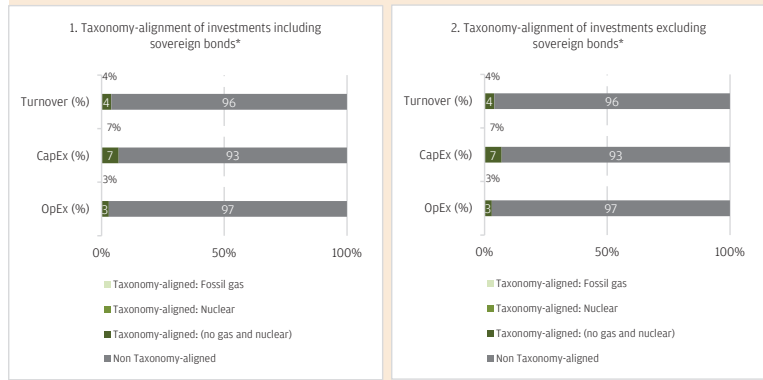 1. Taxonomy-alignment of investments including
sovereign bonds*
4%
Turnover (%)
4
96
7%
CapEx (%)
7
93
3%
OpEx (%)
3
97
0%
50%
100%
Taxonomy-aligned: Fossil gas
Taxonomy-aligned: Nuclear
Taxonomy-aligned: (no gas and nuclear)
Non Taxonomy-aligned
2. Taxonomy-alignment of investments excluding
sovereign bonds*
4%
Turnover (%)
4
96
7%
CapEx (%)
7
93
3%
OpEx (%)
3
97
0%
50%
100%
Taxonomy-aligned: Fossil gas
Taxonomy-aligned: Nuclear
Taxonomy-aligned: (no gas and nuclear)
Non Taxonomy-aligned